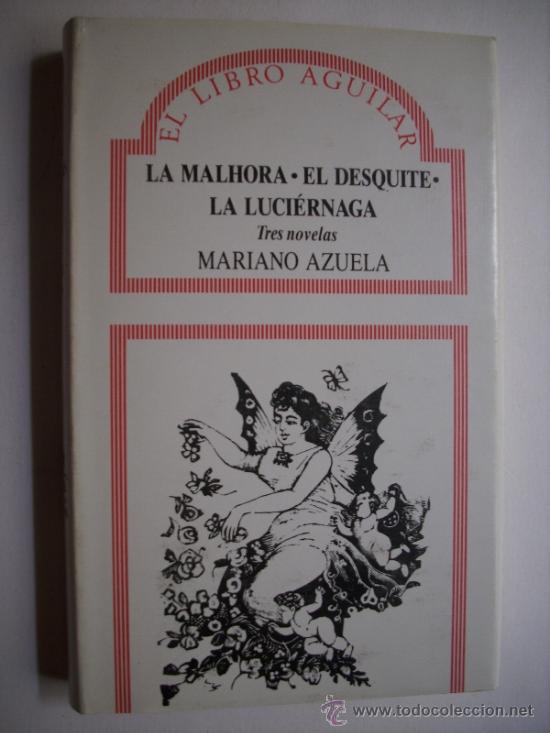 EL LIBRO AGUILAR
LA MALHORA • EL DESQUITE •
LA LUCIÉRNAGA
Tres novelas
MARIANO AZUELA
www.todocoleccion.net